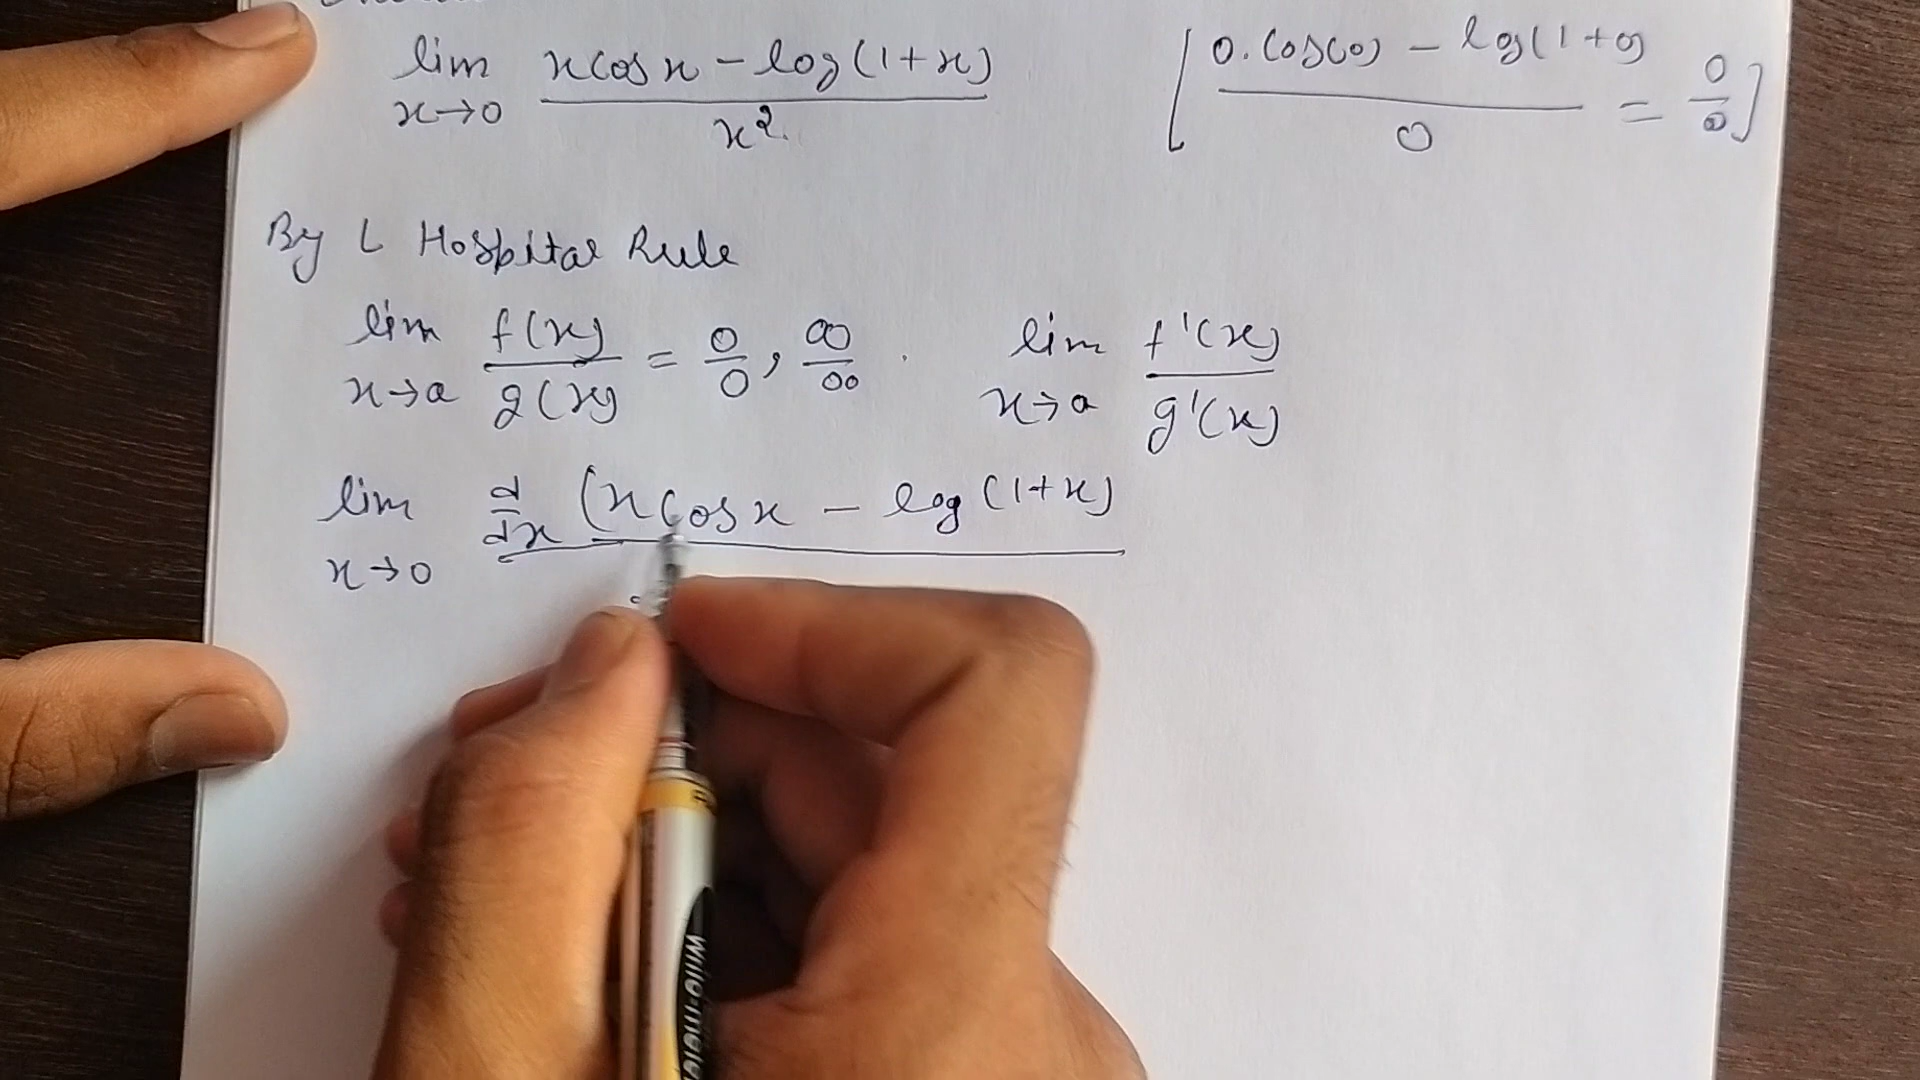 lim x→0 (x cos x − log(1+x)) / x² [ (0. Cos(0) − log(1+0) / 0 = 0/0 ]
By L Hospital Rule
lim x→a f(x)/g(x) = 0/0, ∞/∞ . lim x→a f'(x)/g'(x)
lim x→0 d/dx (x Cos x − log(1+x)